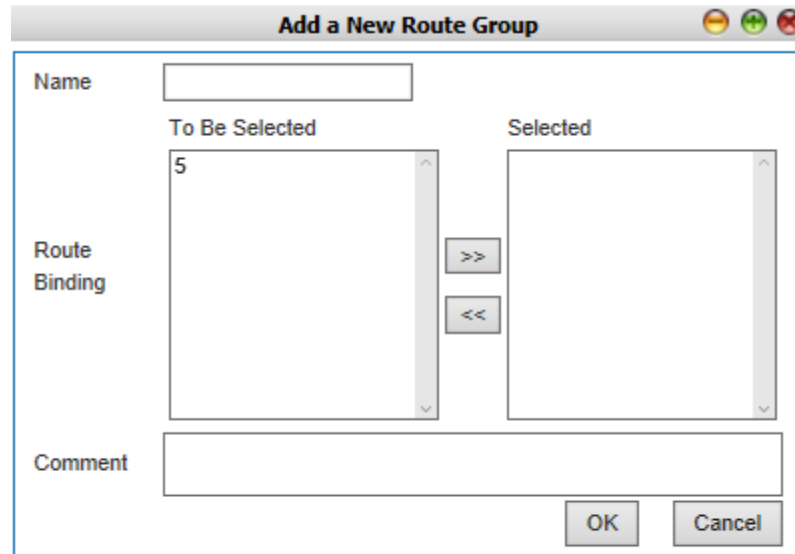 Add a New Route Group
Name
To Be Selected
Selected
5
Route
Binding
>>
<<
Comment
OK
Cancel